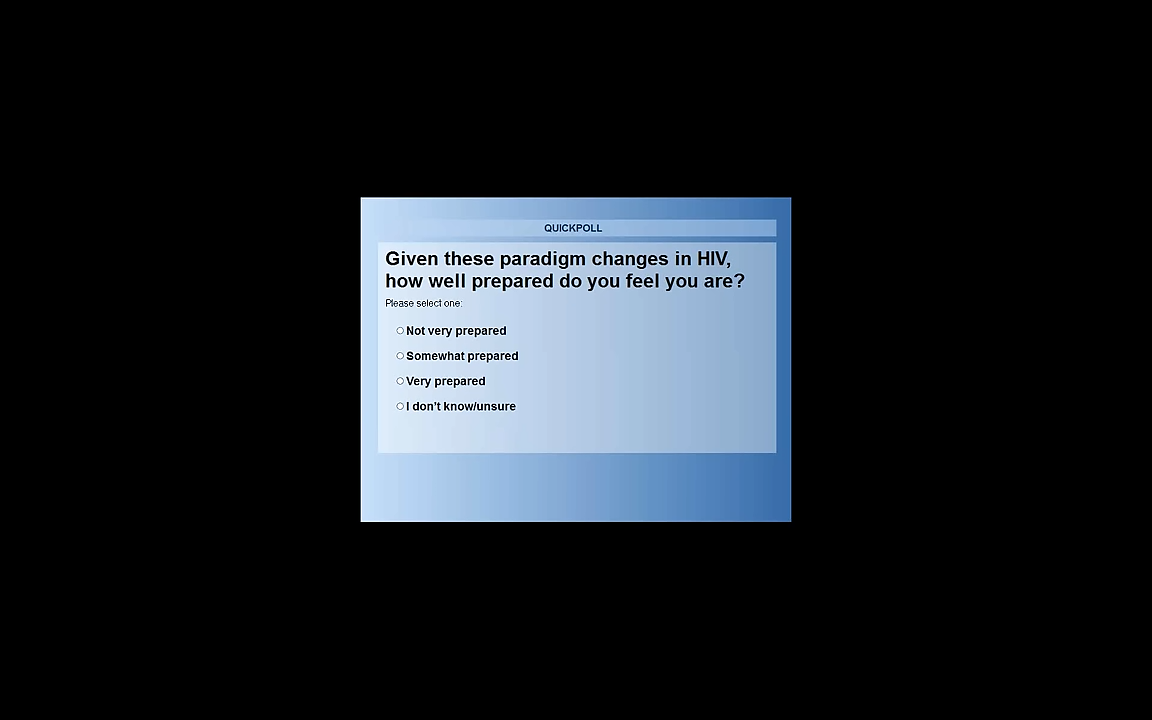 QUICKPOLL
Given these paradigm changes in HIV,
how well prepared do you feel you are?
Please select one:
Not very prepared
Somewhat prepared
Very prepared
I don't know/unsure